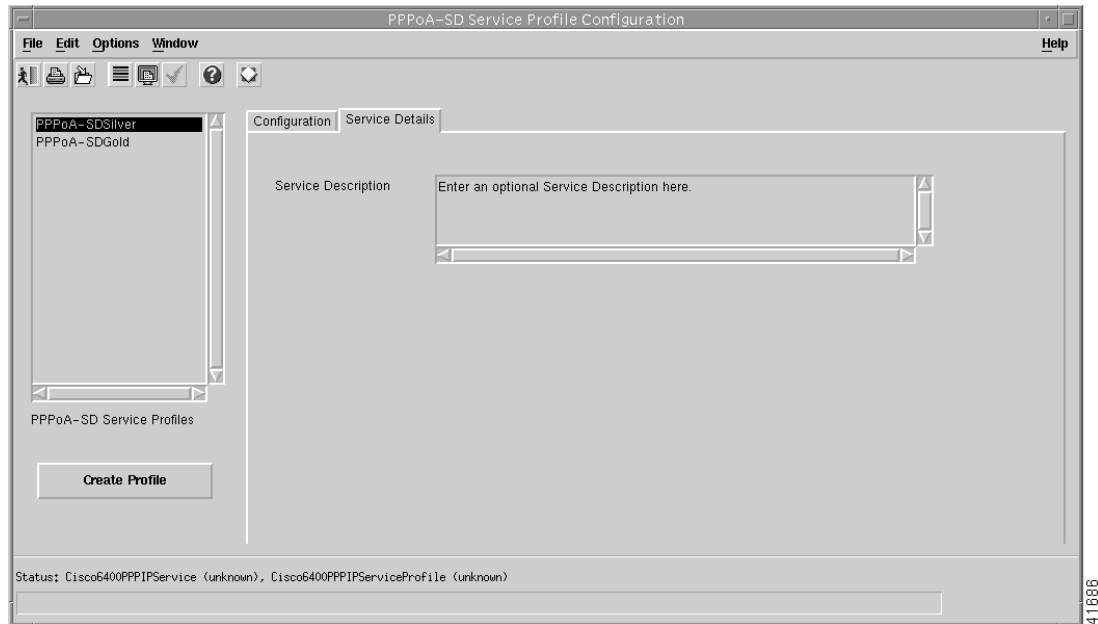 PPPoA-SD Service Profile Configuration
File Edit Options Window Help
PPPoA-SDSilver
PPPoA-SDGold
Configuration Service Details
Service Description
Enter an optional Service Description here.
PPPoA-SD Service Profiles
Create Profile
Status: Cisco6400PPPIPService (unknown), Cisco6400PPPIPServiceProfile (unknown)
41686